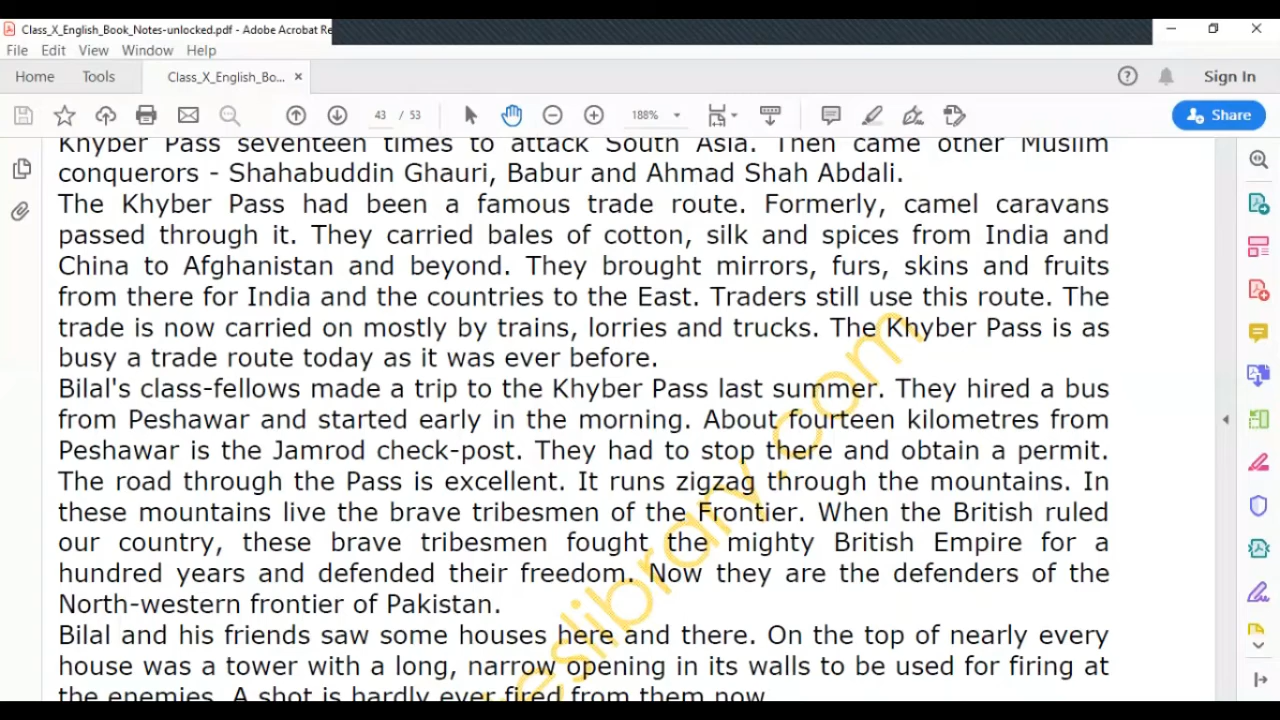 Class_X_English_Book_Notes-unlocked.pdf - Adobe Acrobat Re
File Edit View Window Help
Home Tools Class_X_English_Bo... × Sign In
43 / 53 188% Share
Khyber Pass seventeen times to attack South Asia. Then came other Muslim
conquerors - Shahabuddin Ghauri, Babur and Ahmad Shah Abdali.
The Khyber Pass had been a famous trade route. Formerly, camel caravans
passed through it. They carried bales of cotton, silk and spices from India and
China to Afghanistan and beyond. They brought mirrors, furs, skins and fruits
from there for India and the countries to the East. Traders still use this route. The
trade is now carried on mostly by trains, lorries and trucks. The Khyber Pass is as
busy a trade route today as it was ever before.
Bilal's class-fellows made a trip to the Khyber Pass last summer. They hired a bus
from Peshawar and started early in the morning. About fourteen kilometres from
Peshawar is the Jamrod check-post. They had to stop there and obtain a permit.
The road through the Pass is excellent. It runs zigzag through the mountains. In
these mountains live the brave tribesmen of the Frontier. When the British ruled
our country, these brave tribesmen fought the mighty British Empire for a
hundred years and defended their freedom. Now they are the defenders of the
North-western frontier of Pakistan.
Bilal and his friends saw some houses here and there. On the top of nearly every
house was a tower with a long, narrow opening in its walls to be used for firing at
the enemies. A shot is hardly ever fired from them now.
eslibrary.com